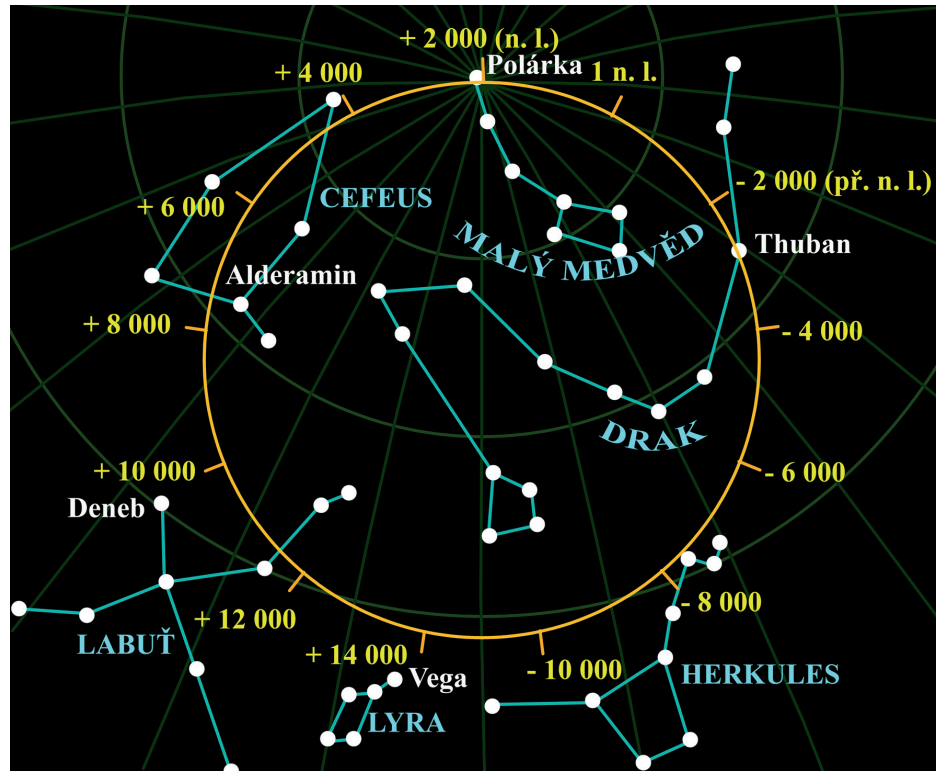 + 2 000 (n. l.)
Polárka
+ 4 000
1 n. l.
- 2 000 (př. n. l.)
CEFEUS
+ 6 000
MALÝ MEDVĚD
Thuban
Alderamin
+ 8 000
- 4 000
DRAK
+ 10 000
- 6 000
Deneb
- 8 000
+ 12 000
LABUŤ
+ 14 000
- 10 000
HERKULES
Vega
LYRA